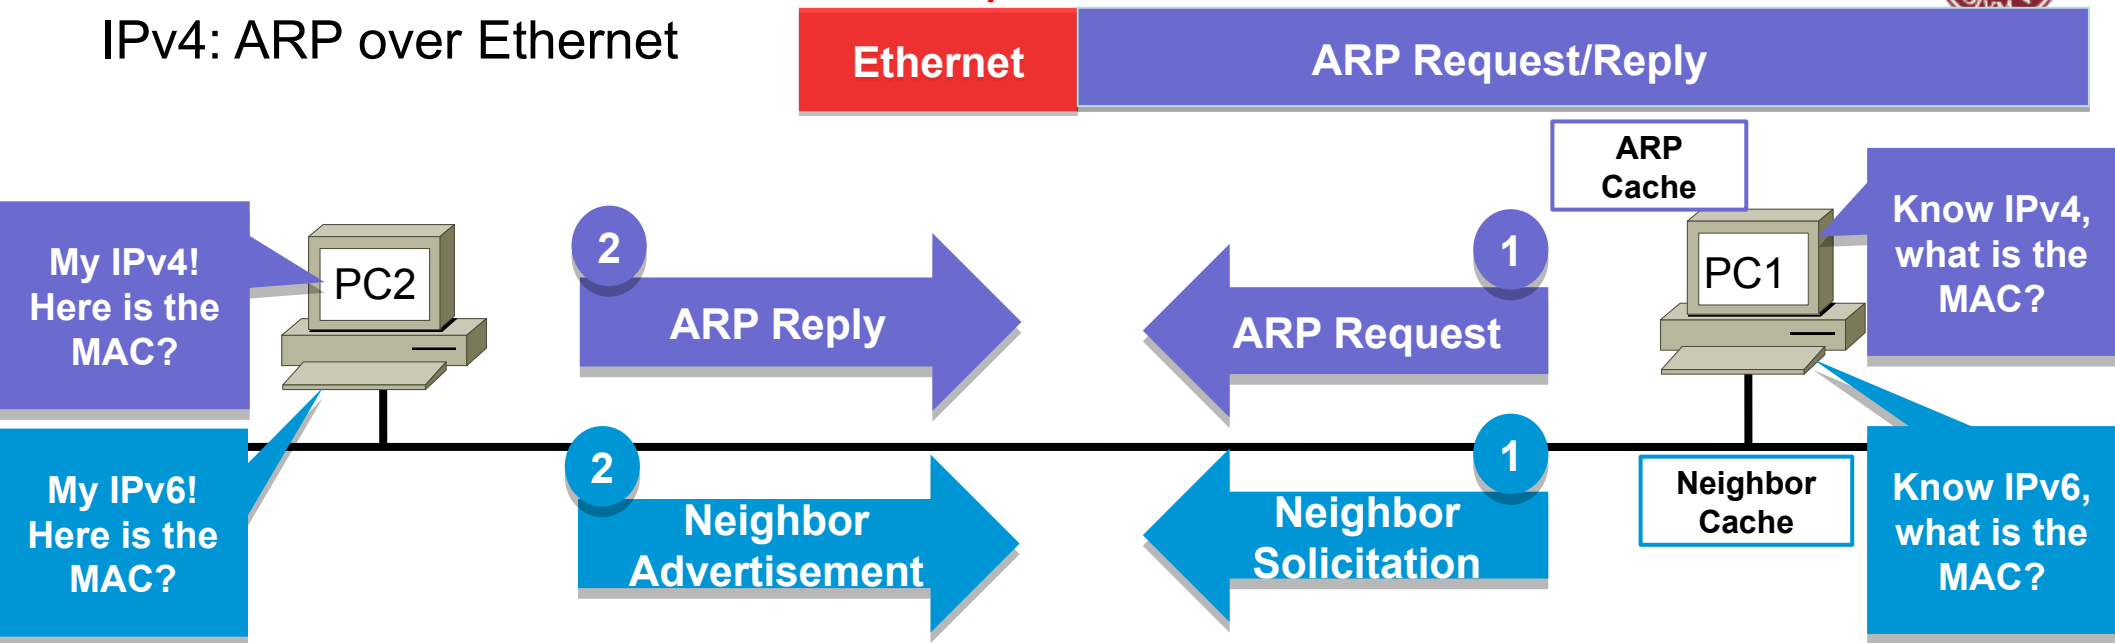 IPv4: ARP over Ethernet
Ethernet
ARP Request/Reply
ARP
Cache
My IPv4!
Here is the
MAC?
PC2
2
ARP Reply
1
ARP Request
PC1
Know IPv4,
what is the
MAC?
My IPv6!
Here is the
MAC?
2
Neighbor
Advertisement
1
Neighbor
Solicitation
Neighbor
Cache
Know IPv6,
what is the
MAC?